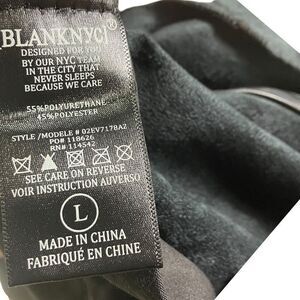 [BLANKNYC]
DESIGNED FOR YOU
BY OUR NYC TEAM
IN THE CITY THAT
NEVER SLEEPS
BECAUSE WE CARE
55%POLYURETHANE
45%POLYESTER
STYLE /MODELE # 02EV717BAZ
PO# 118626
RN# 114542
SEE CARE ON REVERSE
VOIR INSTRUCTION AUVERSO
L
MADE IN CHINA
FABRIQUÉ EN CHINE